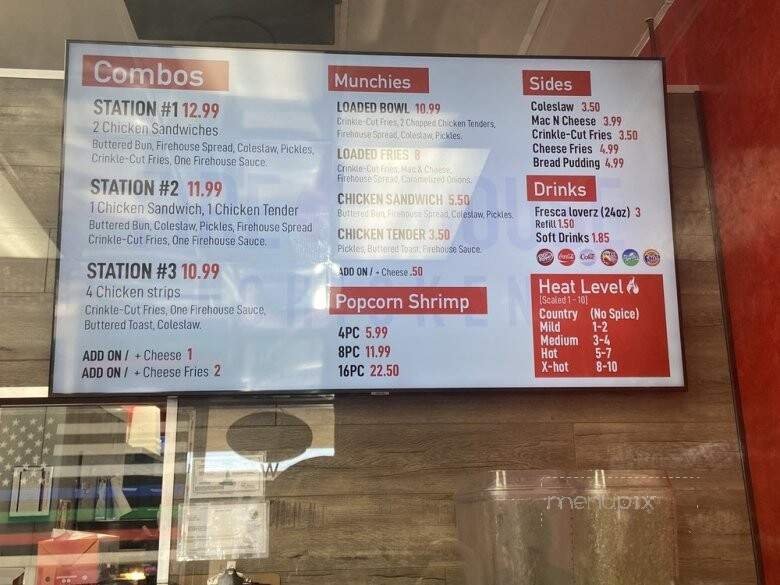 Combos
STATION #1 12.99
2 Chicken Sandwiches
Buttered Bun, Firehouse Spread, Coleslaw, Pickles,
Crinkle-Cut Fries, One Firehouse Sauce.
STATION #2 11.99
1 Chicken Sandwich, 1 Chicken Tender
Buttered Bun, Coleslaw, Pickles, Firehouse Spread
Crinkle-Cut Fries, One Firehouse Sauce.
STATION #3 10.99
4 Chicken strips
Crinkle-Cut Fries, One Firehouse Sauce,
Buttered Toast, Coleslaw.
ADD ON / + Cheese 1
ADD ON / + Cheese Fries 2
Munchies
LOADED BOWL 10.99
Crinkle-Cut Fries, 2 Chopped Chicken Tenders,
Firehouse Spread, Coleslaw, Pickles.
LOADED FRIES 8
Crinkle-Cut Fries, Mac & Cheese,
Firehouse Spread, Caramelized Onions.
CHICKEN SANDWICH 5.50
Buttered Bun, Firehouse Spread, Coleslaw, Pickles.
CHICKEN TENDER 3.50
Pickles, Buttered Toast, Firehouse Sauce.
ADD ON / + Cheese .50
Popcorn Shrimp
4PC 5.99
8PC 11.99
16PC 22.50
Sides
Coleslaw 3.50
Mac N Cheese 3.99
Crinkle-Cut Fries 3.50
Cheese Fries 4.99
Bread Pudding 4.99
Drinks
Fresca loverz (24oz) 3
Refill 1.50
Soft Drinks 1.85
Heat Level
[Scaled 1-10]
Country (No Spice)
Mild 1-2
Medium 3-4
Hot 5-7
X-hot 8-10
menupix